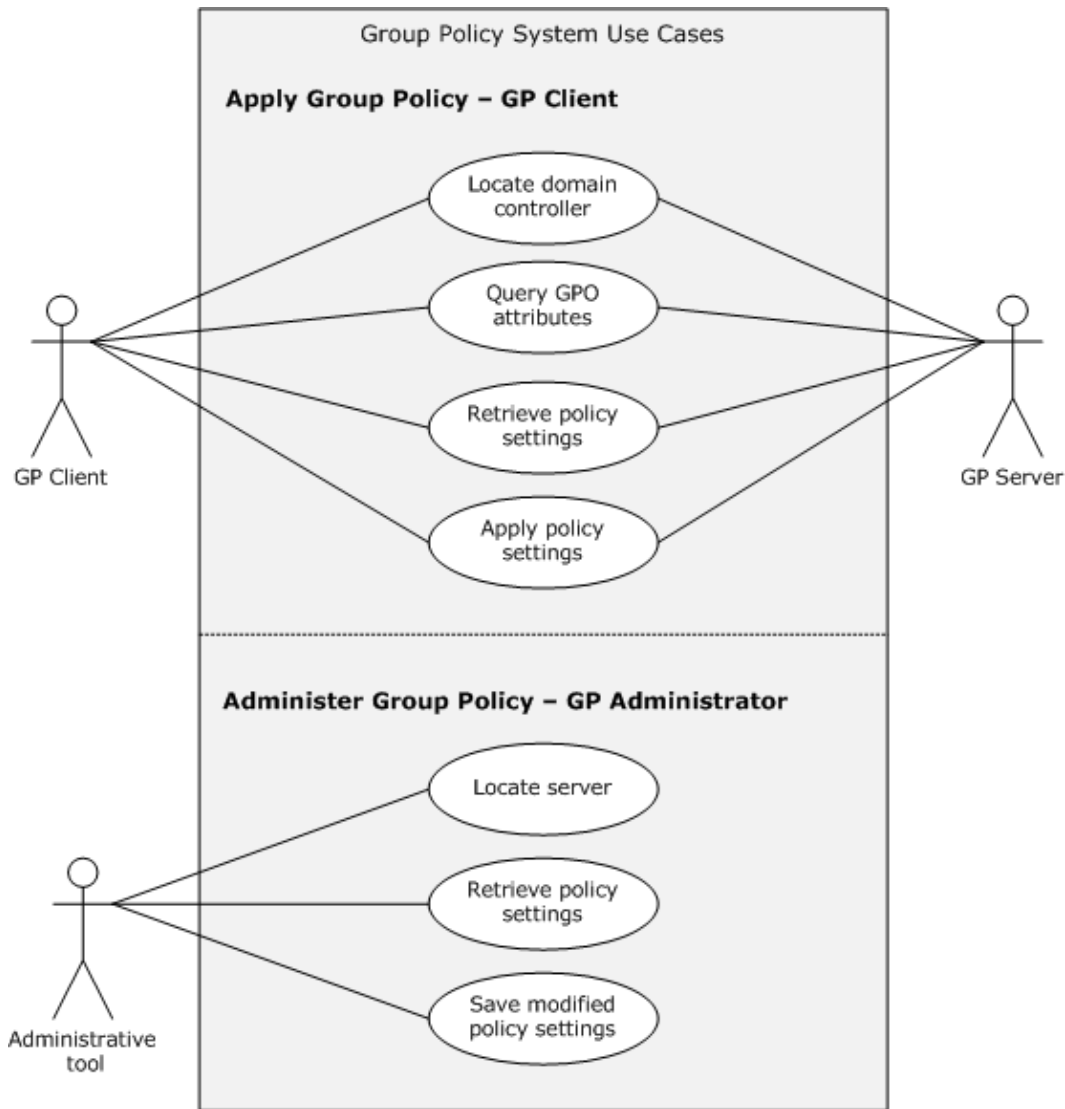 Group Policy System Use Cases
Apply Group Policy – GP Client
Locate domain
controller
Query GPO
attributes
Retrieve policy
settings
Apply policy
settings
GP Client
GP Server
Administer Group Policy – GP Administrator
Locate server
Retrieve policy
settings
Save modified
policy settings
Administrative
tool